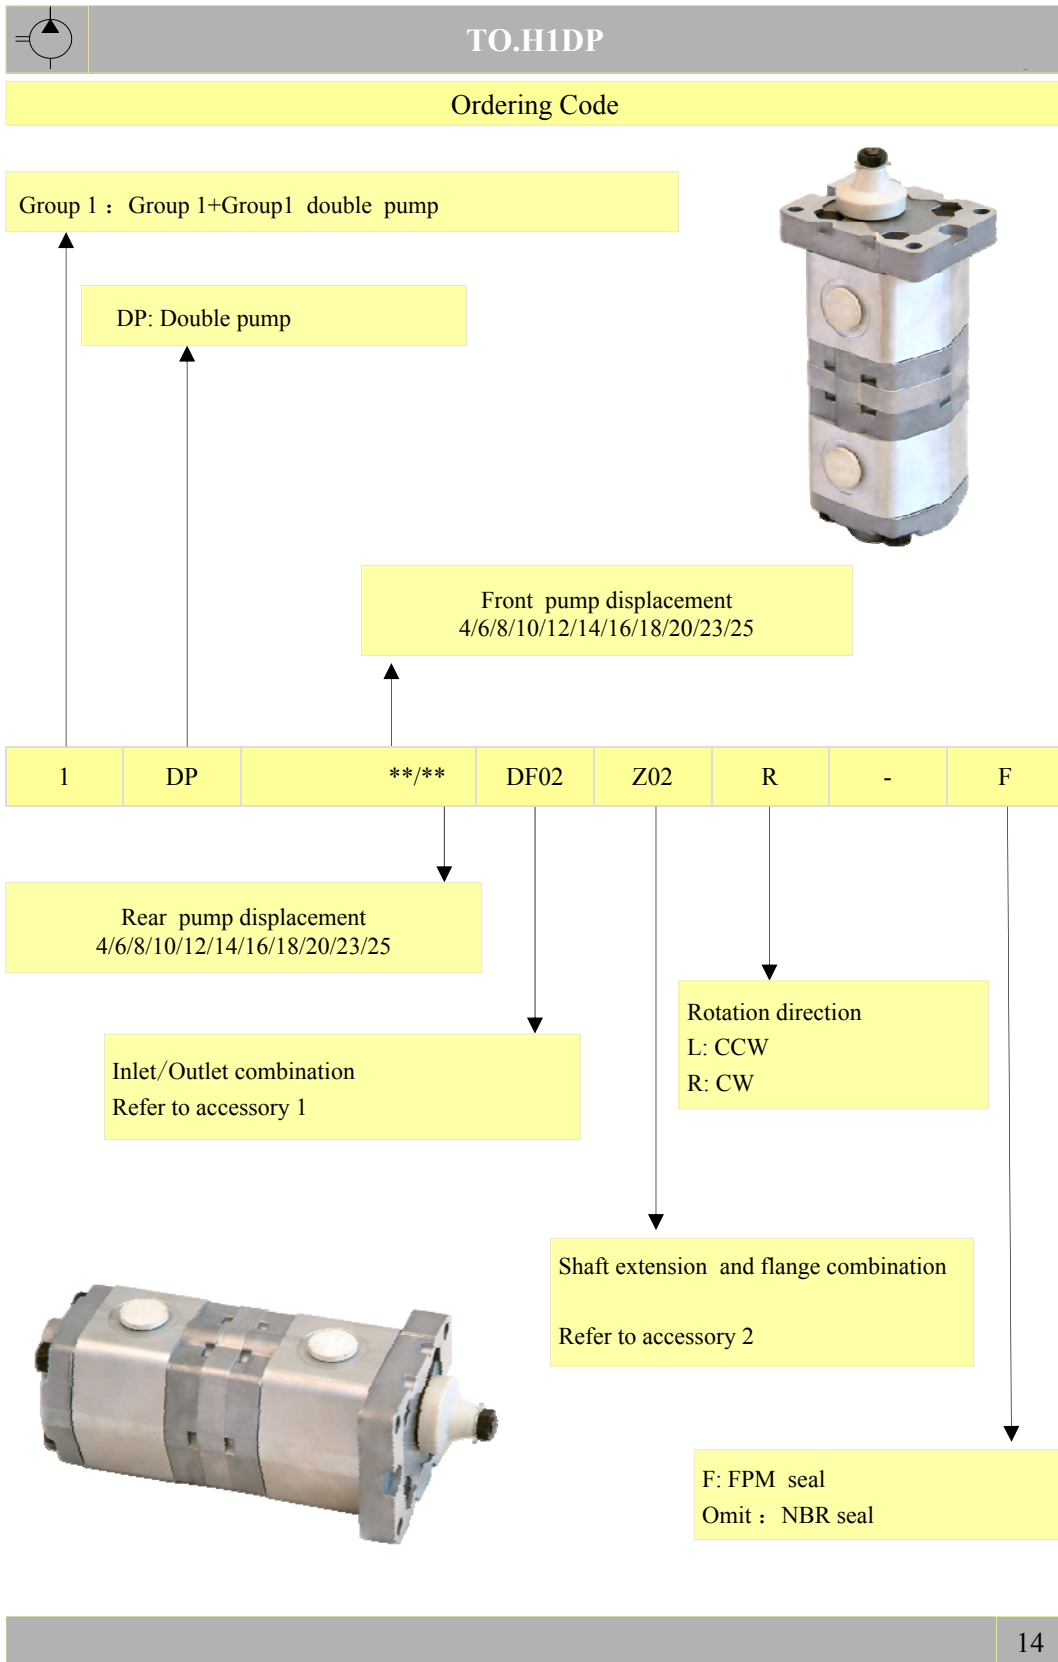 TO.H1DP
Ordering Code
Group 1： Group 1+Group1 double pump
DP: Double pump
Front pump displacement
4/6/8/10/12/14/16/18/20/23/25
1 DP **/** DF02 Z02 R - F
Rear pump displacement
4/6/8/10/12/14/16/18/20/23/25
Rotation direction
L: CCW
R: CW
Inlet/Outlet combination
Refer to accessory 1
Shaft extension and flange combination
Refer to accessory 2
F: FPM seal
Omit： NBR seal
14